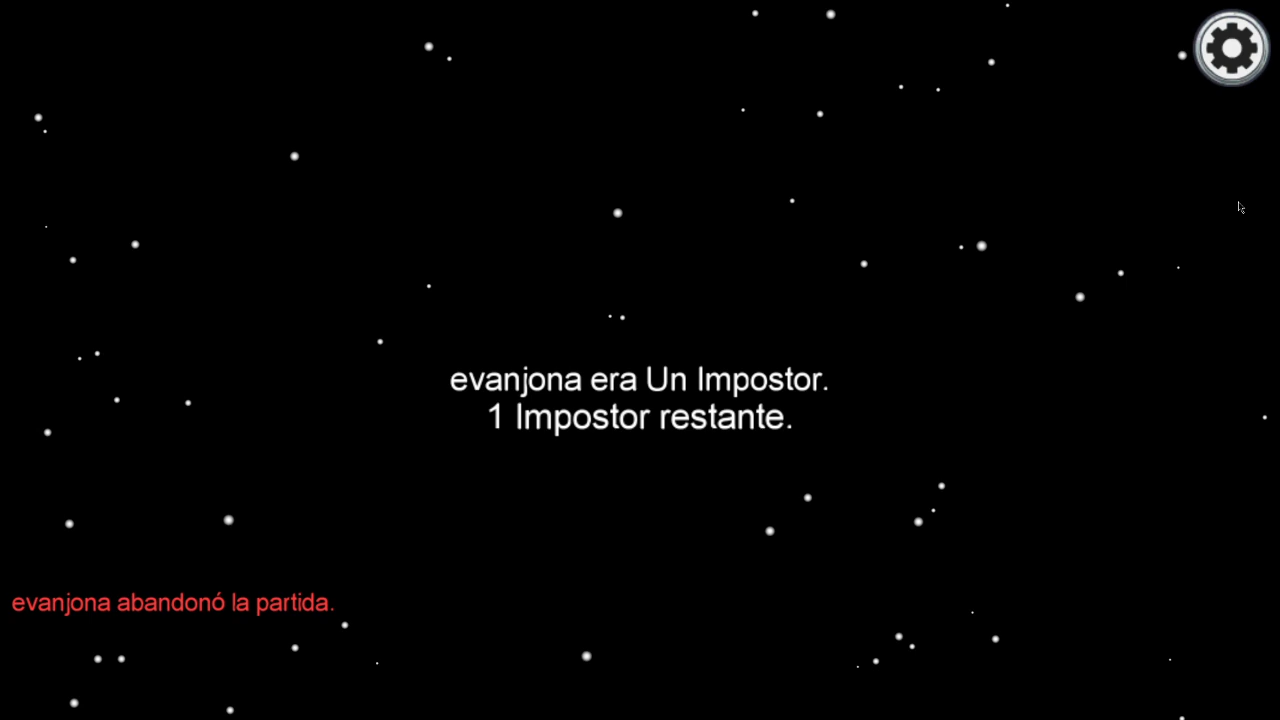 evanjona era Un Impostor.
1 Impostor restante.
evanjona abandonó la partida.